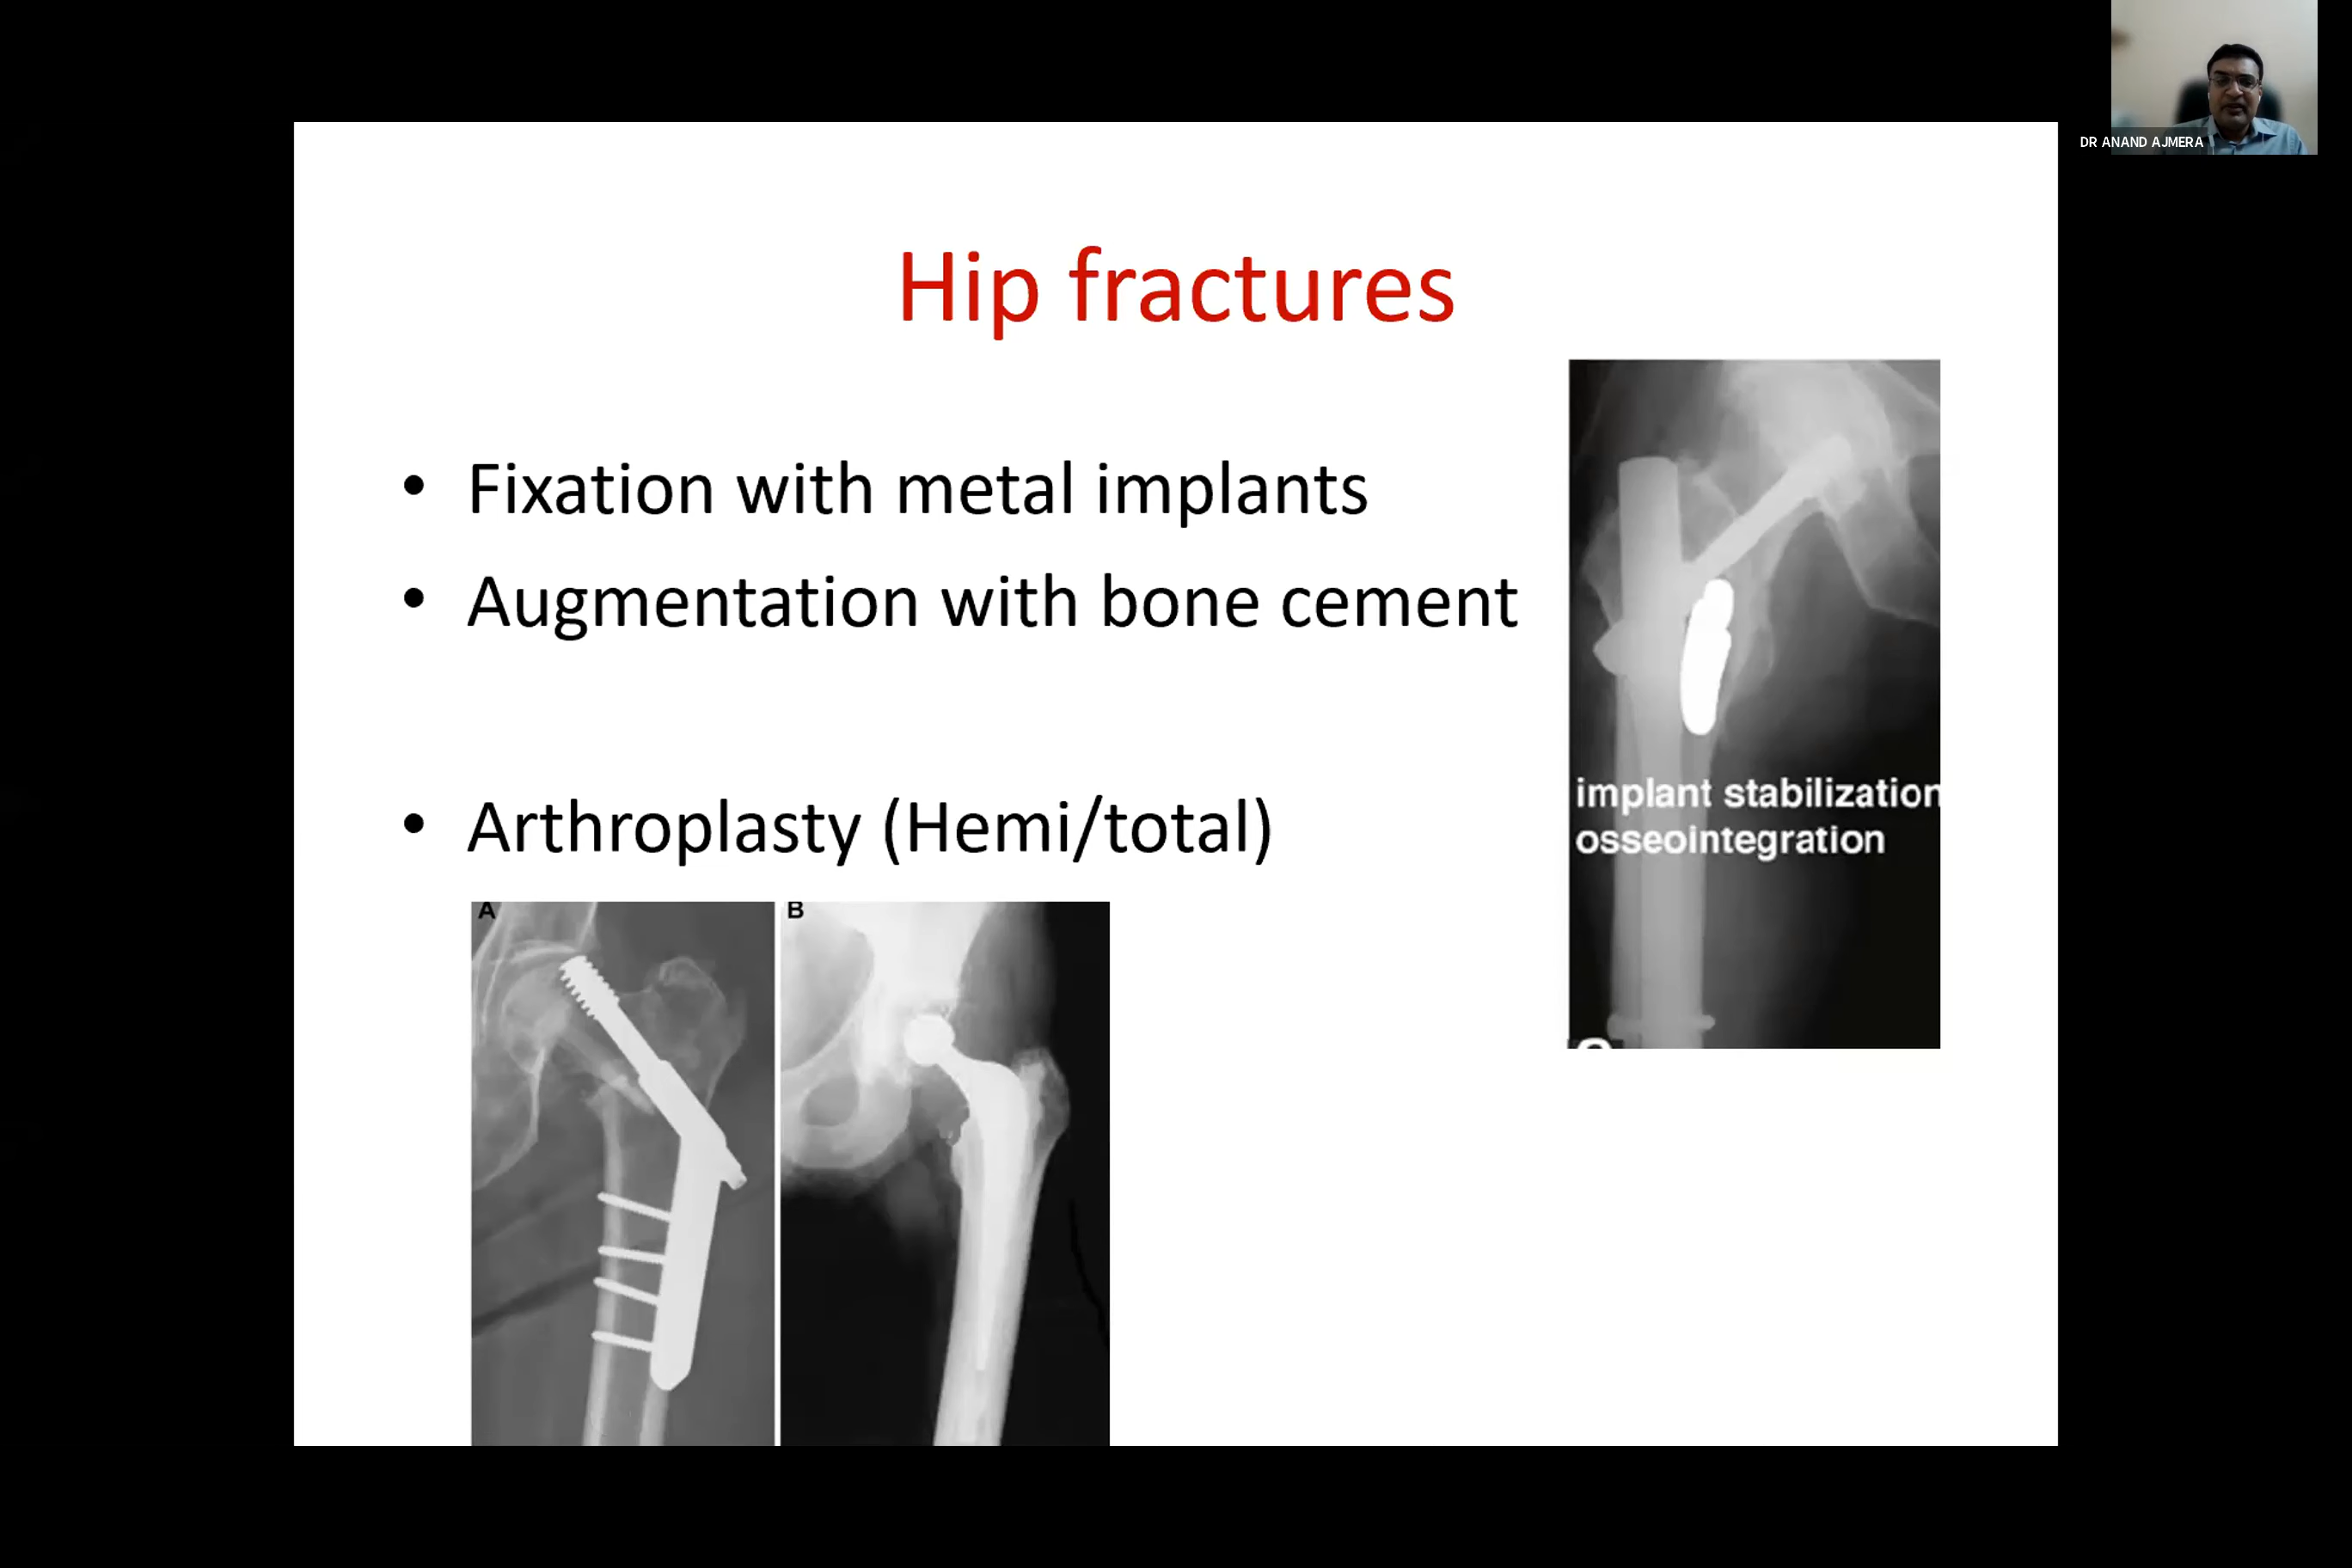 DR ANAND AJMERA
Hip fractures
• Fixation with metal implants
• Augmentation with bone cement
• Arthroplasty (Hemi/total)
implant stabilization
osseointegration
A
B